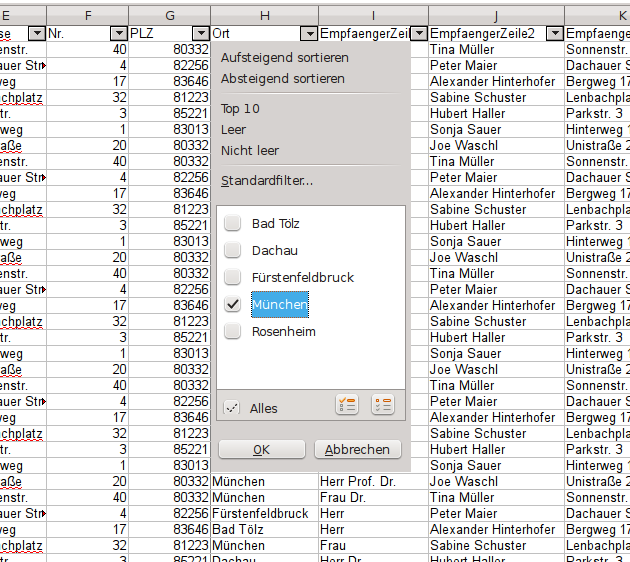 E F G H I J K
se Nr. PLZ Ort EmpfaengerZeil EmpfaengerZeile2 Empfaenge
nstr. 40 80332 Tina Müller Sonnenstr.
auer Str 4 82256 Peter Maier Dachauer S
weg 17 83646 Alexander Hinterhofer Bergweg 17
chplatz 32 81223 Sabine Schuster Lenbachpla
tr. 3 85221 Hubert Haller Parkstr. 3
rweg 1 83013 Sonja Sauer Hinterweg 1
aße 20 80332 Joe Waschl Unistraße 2
nstr. 40 80332 Tina Müller Sonnenstr.
auer Str 4 82256 Peter Maier Dachauer S
weg 17 83646 Alexander Hinterhofer Bergweg 17
chplatz 32 81223 Sabine Schuster Lenbachpla
tr. 3 85221 Hubert Haller Parkstr. 3
rweg 1 83013 Sonja Sauer Hinterweg 1
aße 20 80332 Joe Waschl Unistraße 2
nstr. 40 80332 Tina Müller Sonnenstr.
auer Str 4 82256 Peter Maier Dachauer S
weg 17 83646 Alexander Hinterhofer Bergweg 17
chplatz 32 81223 Sabine Schuster Lenbachpla
tr. 3 85221 Hubert Haller Parkstr. 3
rweg 1 83013 Sonja Sauer Hinterweg 1
aße 20 80332 Joe Waschl Unistraße 2
nstr. 40 80332 Tina Müller Sonnenstr.
auer Str 4 82256 Peter Maier Dachauer S
weg 17 83646 Alexander Hinterhofer Bergweg 17
chplatz 32 81223 Sabine Schuster Lenbachpla
tr. 3 85221 Hubert Haller Parkstr. 3
rweg 1 83013 Sonja Sauer Hinterweg 1
aße 20 80332 München Herr Prof. Dr. Joe Waschl Unistraße 2
nstr. 40 80332 München Frau Dr. Tina Müller Sonnenstr.
auer Str 4 82256 Fürstenfeldbruck Herr Peter Maier Dachauer S
weg 17 83646 Bad Tölz Herr Alexander Hinterhofer Bergweg 17
chplatz 32 81223 München Frau Sabine Schuster Lenbachpla
tr. 3 85221 Dachau Herr Dr. Hubert Haller Parkstr. 3
Aufsteigend sortieren
Absteigend sortieren
Top 10
Leer
Nicht leer
Standardfilter...
Bad Tölz
Dachau
Fürstenfeldbruck
München
Rosenheim
Alles
OK Abbrechen